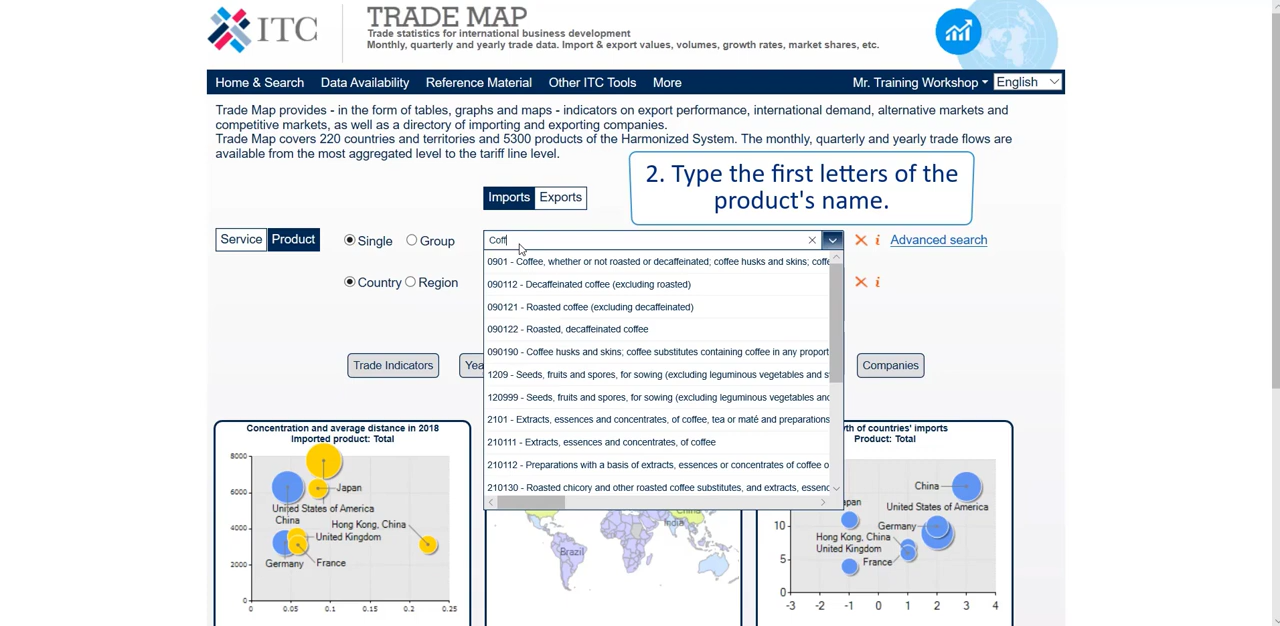 ITC
TRADE MAP
Trade statistics for international business development
Monthly, quarterly and yearly trade data. Import & export values, volumes, growth rates, market shares, etc.
Home & Search Data Availability Reference Material Other ITC Tools More Mr. Training Workshop English
Trade Map provides - in the form of tables, graphs and maps - indicators on export performance, international demand, alternative markets and
competitive markets, as well as a directory of importing and exporting companies.
Trade Map covers 220 countries and territories and 5300 products of the Harmonized System. The monthly, quarterly and yearly trade flows are
available from the most aggregated level to the tariff line level.
2. Type the first letters of the
product's name.
Imports Exports
Service Product Single Group Coff Advanced search
Country Region
0901 - Coffee, whether or not roasted or decaffeinated; coffee husks and skins; coffe
090112 - Decaffeinated coffee (excluding roasted)
090121 - Roasted coffee (excluding decaffeinated)
090122 - Roasted, decaffeinated coffee
090190 - Coffee husks and skins; coffee substitutes containing coffee in any proport
1209 - Seeds, fruits and spores, for sowing (excluding leguminous vegetables and
120999 - Seeds, fruits and spores, for sowing (excluding leguminous vegetables and
2101 - Extracts, essences and concentrates, of coffee, tea or maté and preparations
210111 - Extracts, essences and concentrates, of coffee
210112 - Preparations with a basis of extracts, essences or concentrates of coffee o
210130 - Roasted chicory and other roasted coffee substitutes, and extracts, essenc
Trade Indicators Yea Companies
Concentration and average distance in 2018
Imported product: Total
8000
6000
4000
2000
0
Japan
United States of America
China
Hong Kong, China
United Kingdom
Germany
France
0 0.05 0.1 0.15 0.2 0.25
China
India
Brazil
th of countries' imports
Product: Total
10
5
0
China
apan
United States of America
Germany
Hong Kong, China
United Kingdom
France
-3 -2 -1 0 1 2 3 4